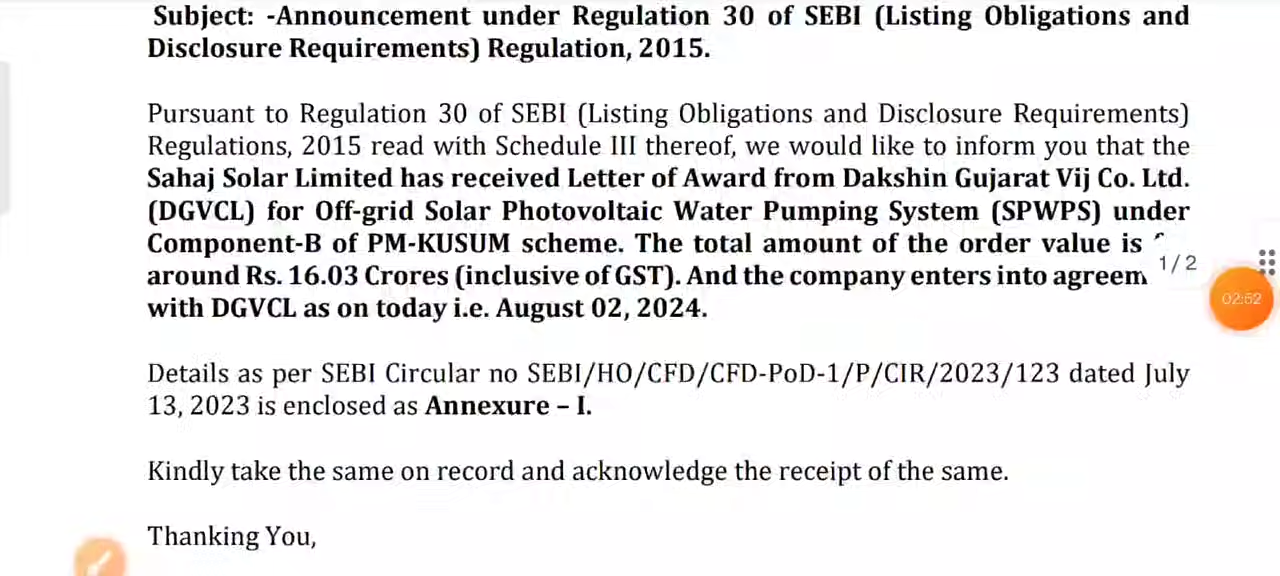 Subject: -Announcement under Regulation 30 of SEBI (Listing Obligations and
Disclosure Requirements) Regulation, 2015.
Pursuant to Regulation 30 of SEBI (Listing Obligations and Disclosure Requirements)
Regulations, 2015 read with Schedule III thereof, we would like to inform you that the
Sahaj Solar Limited has received Letter of Award from Dakshin Gujarat Vij Co. Ltd.
(DGVCL) for Off-grid Solar Photovoltaic Water Pumping System (SPWPS) under
Component-B of PM-KUSUM scheme. The total amount of the order value is
around Rs. 16.03 Crores (inclusive of GST). And the company enters into agreem
1/2
02:52
with DGVCL as on today i.e. August 02, 2024.
Details as per SEBI Circular no SEBI/HO/CFD/CFD-PoD-1/P/CIR/2023/123 dated July
13, 2023 is enclosed as Annexure – I.
Kindly take the same on record and acknowledge the receipt of the same.
Thanking You,